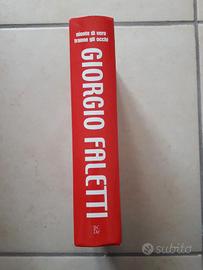 niente di vero
tranne gli occhi
GIORGIO FALETTI
subito